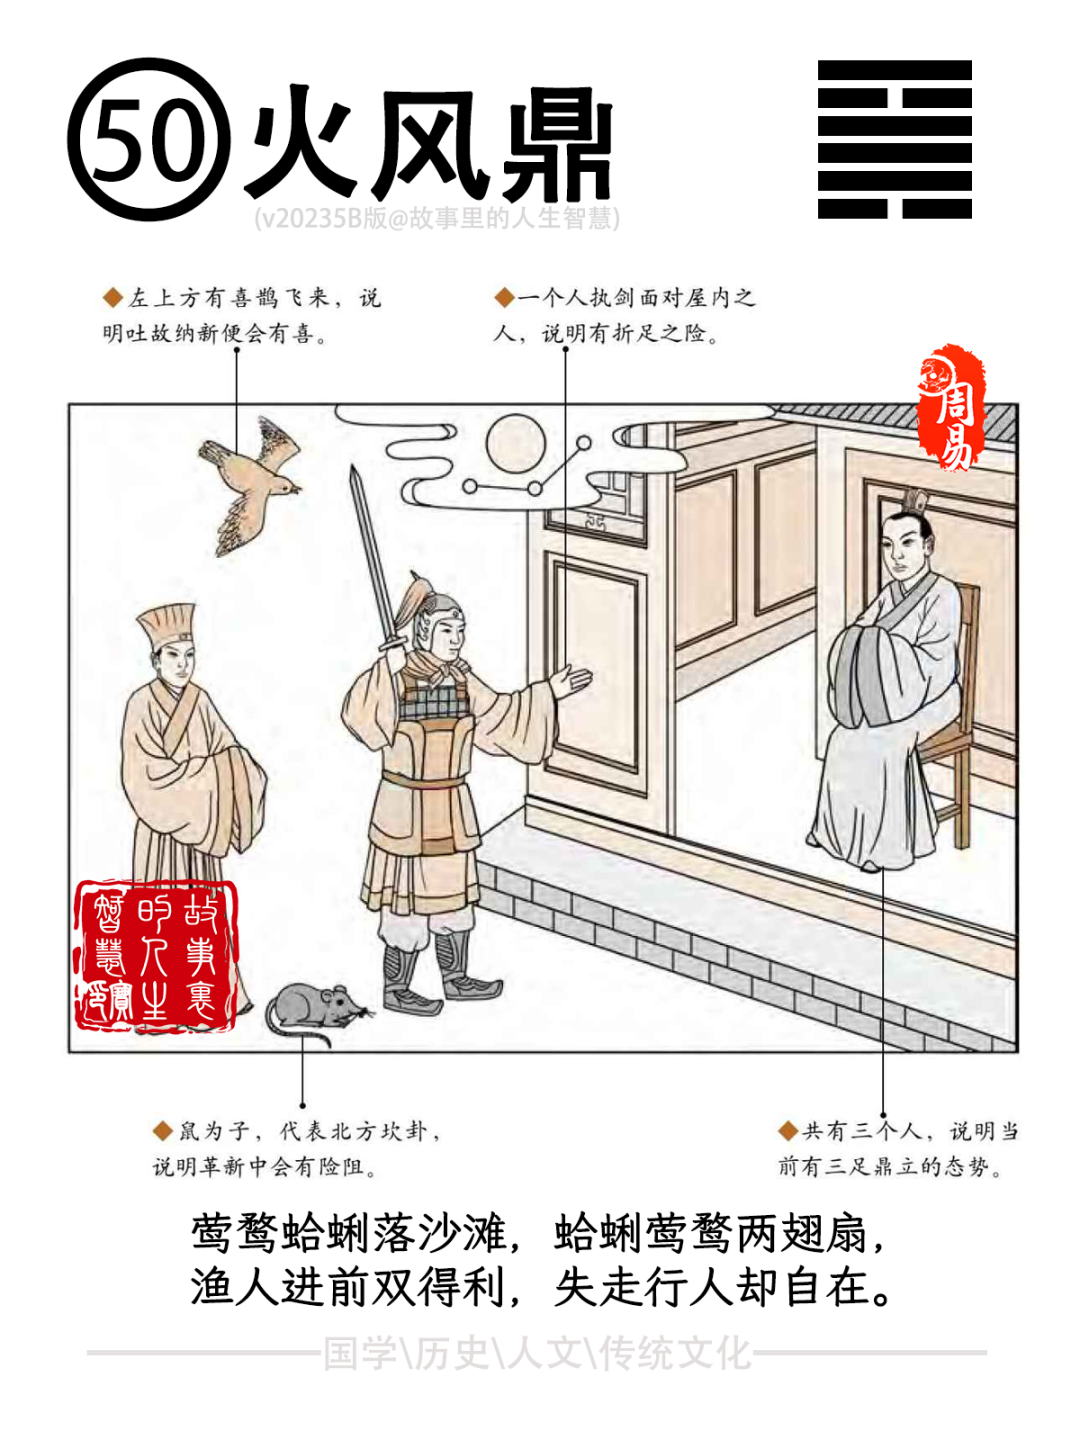 50 火风鼎
(v20235B版@故事里的人生智慧)
◆左上方有喜鹊飞来，说
明吐故纳新便会有喜。
◆一个人执剑面对屋内之
人，说明有折足之险。
周易
故事裏
的人生
智慧
◆鼠为子，代表北方坎卦，
说明革新中会有险阻。
◆共有三个人，说明当
前有三足鼎立的态势。
莺鹜蛤蜊落沙滩，蛤蜊莺鹜两翅扇，
渔人进前双得利，失走行人却自在。
国学\历史\人文\传统文化